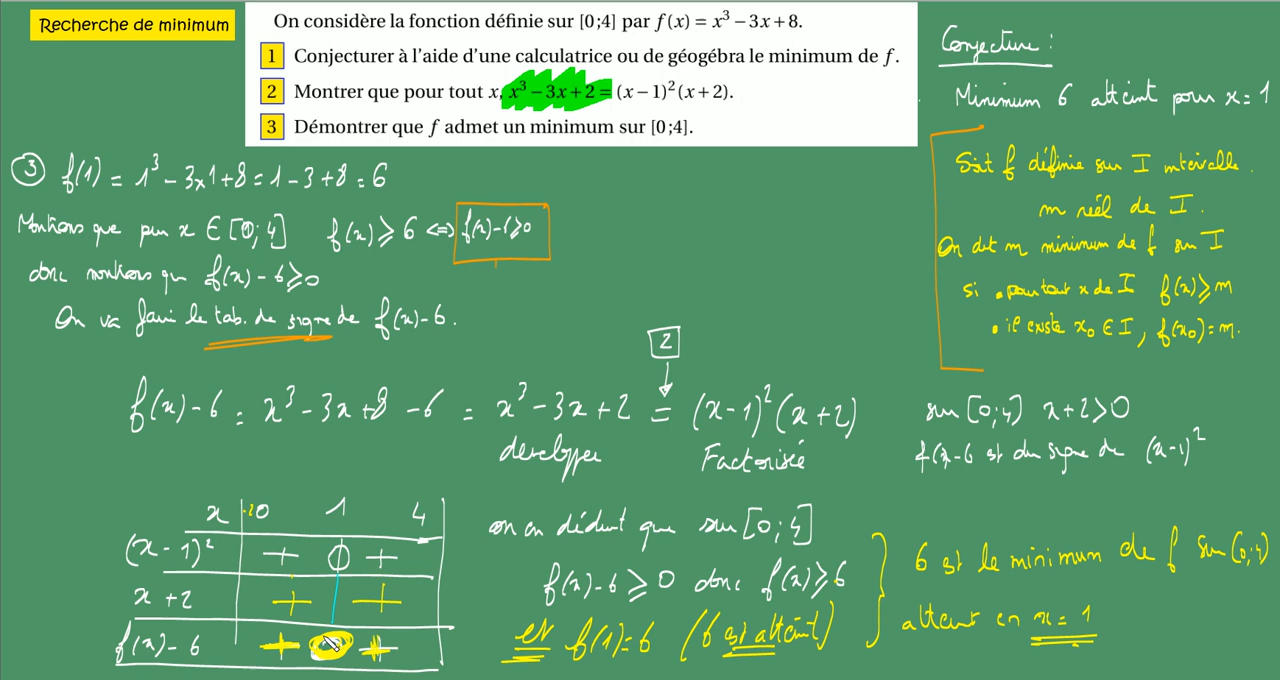 Recherche de minimum
On considère la fonction définie sur [0;4] par f(x) = x³ − 3x + 8.
1 Conjecturer à l'aide d'une calculatrice ou de géogébra le minimum de f.
2 Montrer que pour tout x, x³ − 3x + 2 = (x − 1)²(x + 2).
3 Démontrer que f admet un minimum sur [0;4].
Conjecture :
Minimum 6 atteint pour x = 1
Soit f définie sur I intervalle.
m réel de I.
On dit m minimum de f sur I
si • pour tout x de I f(x) ⩾ m
• il existe x₀ ∈ I, f(x₀) = m.
3 f(1) = 1³ − 3×1 + 8 = 1 − 3 + 8 = 6
Montrons que pour x ∈ [0; 4] f(x) ⩾ 6 <=> f(x) − 6 ⩾ 0
donc montrons que f(x) − 6 ⩾ 0
On va faire le tab. de signe de f(x) − 6.
2
f(x) − 6 = x³ − 3x + 8 − 6 = x³ − 3x + 2 = (x − 1)²(x + 2)
developper Factorisée
sur [0; 4] x + 2 > 0
f(x − 6 est du signe de (x − 1)²
x -2 0 1 4
(x − 1)² + 0 +
x + 2 + +
f(x) − 6 + +
on en déduit que sur [0; 4]
f(x) − 6 ⩾ 0 donc f(x) ⩾ 6
et f(1) = 6 (6 est atteint)
6 est le minimum de f sur [0; 4]
atteint en x = 1